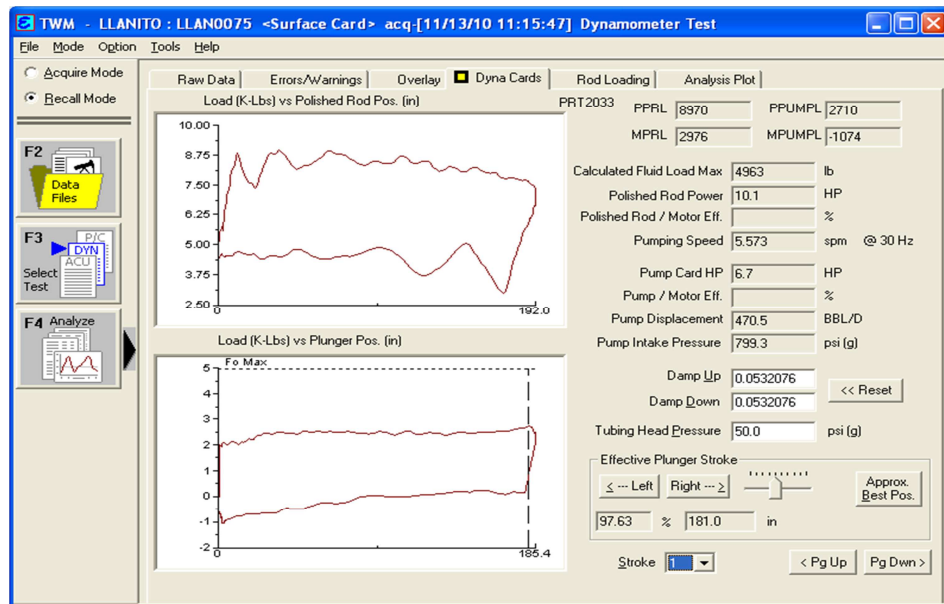 TWM - LLANITO : LLAN0075 <Surface Card> acq-[11/13/10 11:15:47] Dynamometer Test
File Mode Option Tools Help
Acquire Mode
Recall Mode
F2
Data
Files
F3
P/C
DYN
ACU
Select
Test
F4 Analyze
Raw Data Errors/Warnings Overlay Dyna Cards Rod Loading Analysis Plot
Load (K-Lbs) vs Polished Rod Pos. (in)
10.00
8.75
7.50
6.25
5.00
3.75
2.50
0 192.0
Load (K-Lbs) vs Plunger Pos. (in)
Fo Max
5
4
3
2
1
0
-1
-2
0 185.4
PRT2033 PPRL 8970 PPUMPL 2710
MPRL 2976 MPUMPL -1074
Calculated Fluid Load Max 4963 lb
Polished Rod Power 10.1 HP
Polished Rod / Motor Eff. %
Pumping Speed 5.573 spm @ 30 Hz
Pump Card HP 6.7 HP
Pump / Motor Eff. %
Pump Displacement 470.5 BBL/D
Pump Intake Pressure 799.3 psi (g)
Damp Up 0.0532076
<< Reset
Damp Down 0.0532076
Tubing Head Pressure 50.0 psi (g)
Effective Plunger Stroke
< --- Left Right --- >
Approx.
Best Pos.
97.63 % 181.0 in
Stroke 1 < Pg Up Pg Dwn >